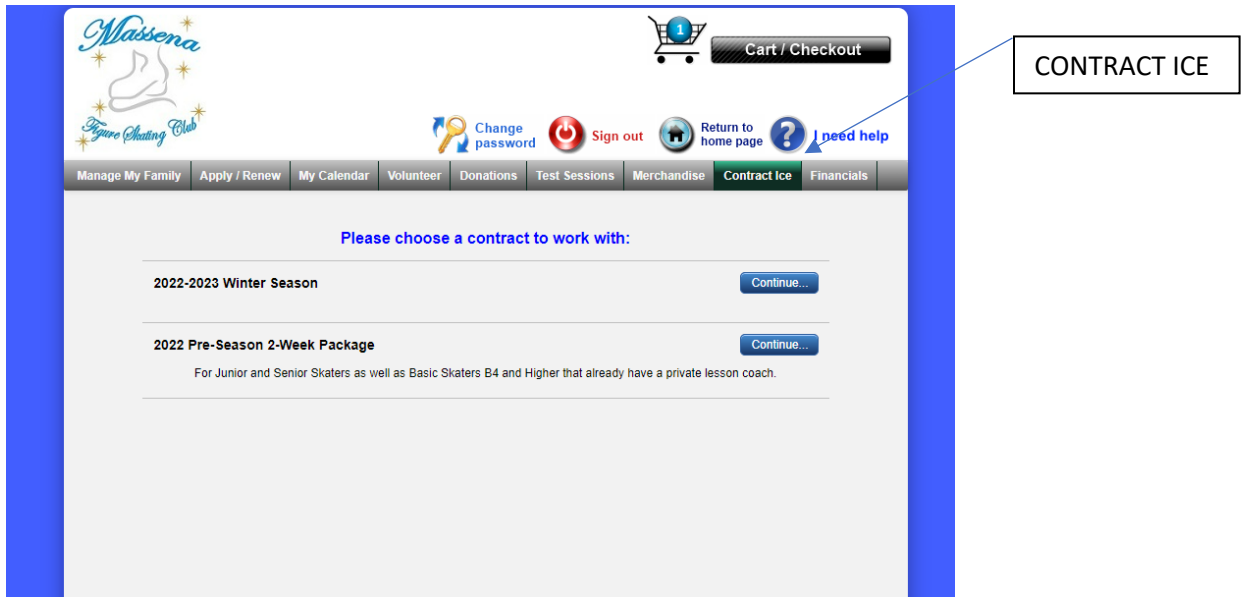 Massena
Figure Skating Club
1
Cart / Checkout
CONTRACT ICE
Change
password
Sign out
Return to
home page
?
I need help
Manage My Family
Apply / Renew
My Calendar
Volunteer
Donations
Test Sessions
Merchandise
Contract Ice
Financials
Please choose a contract to work with:
2022-2023 Winter Season
Continue...
2022 Pre-Season 2-Week Package
Continue...
For Junior and Senior Skaters as well as Basic Skaters B4 and Higher that already have a private lesson coach.